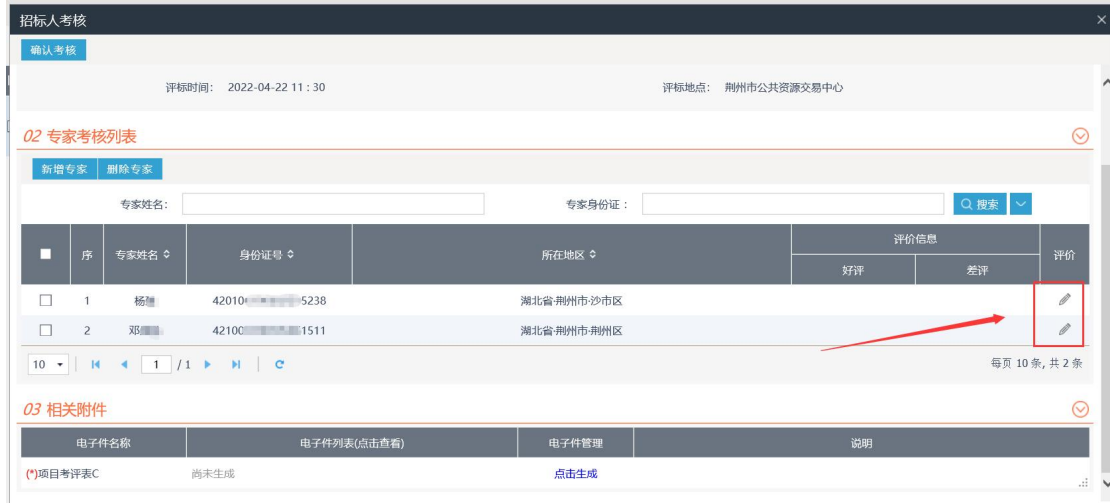 招标人考核
确认考核
评标时间： 2022-04-22 11：30 评标地点： 荆州市公共资源交易中心
02 专家考核列表
新增专家 删除专家
专家姓名： 专家身份证： 搜索
序 专家姓名 身份证号 所在地区 评价信息 评价
好评 差评
1 杨 42010 5238 湖北省·荆州市·沙市区
2 邓 42100 1511 湖北省·荆州市·荆州区
10 1 / 1 每页 10 条, 共 2 条
03 相关附件
电子件名称 电子件列表(点击查看) 电子件管理 说明
(*)项目考评表C 尚未生成 点击生成